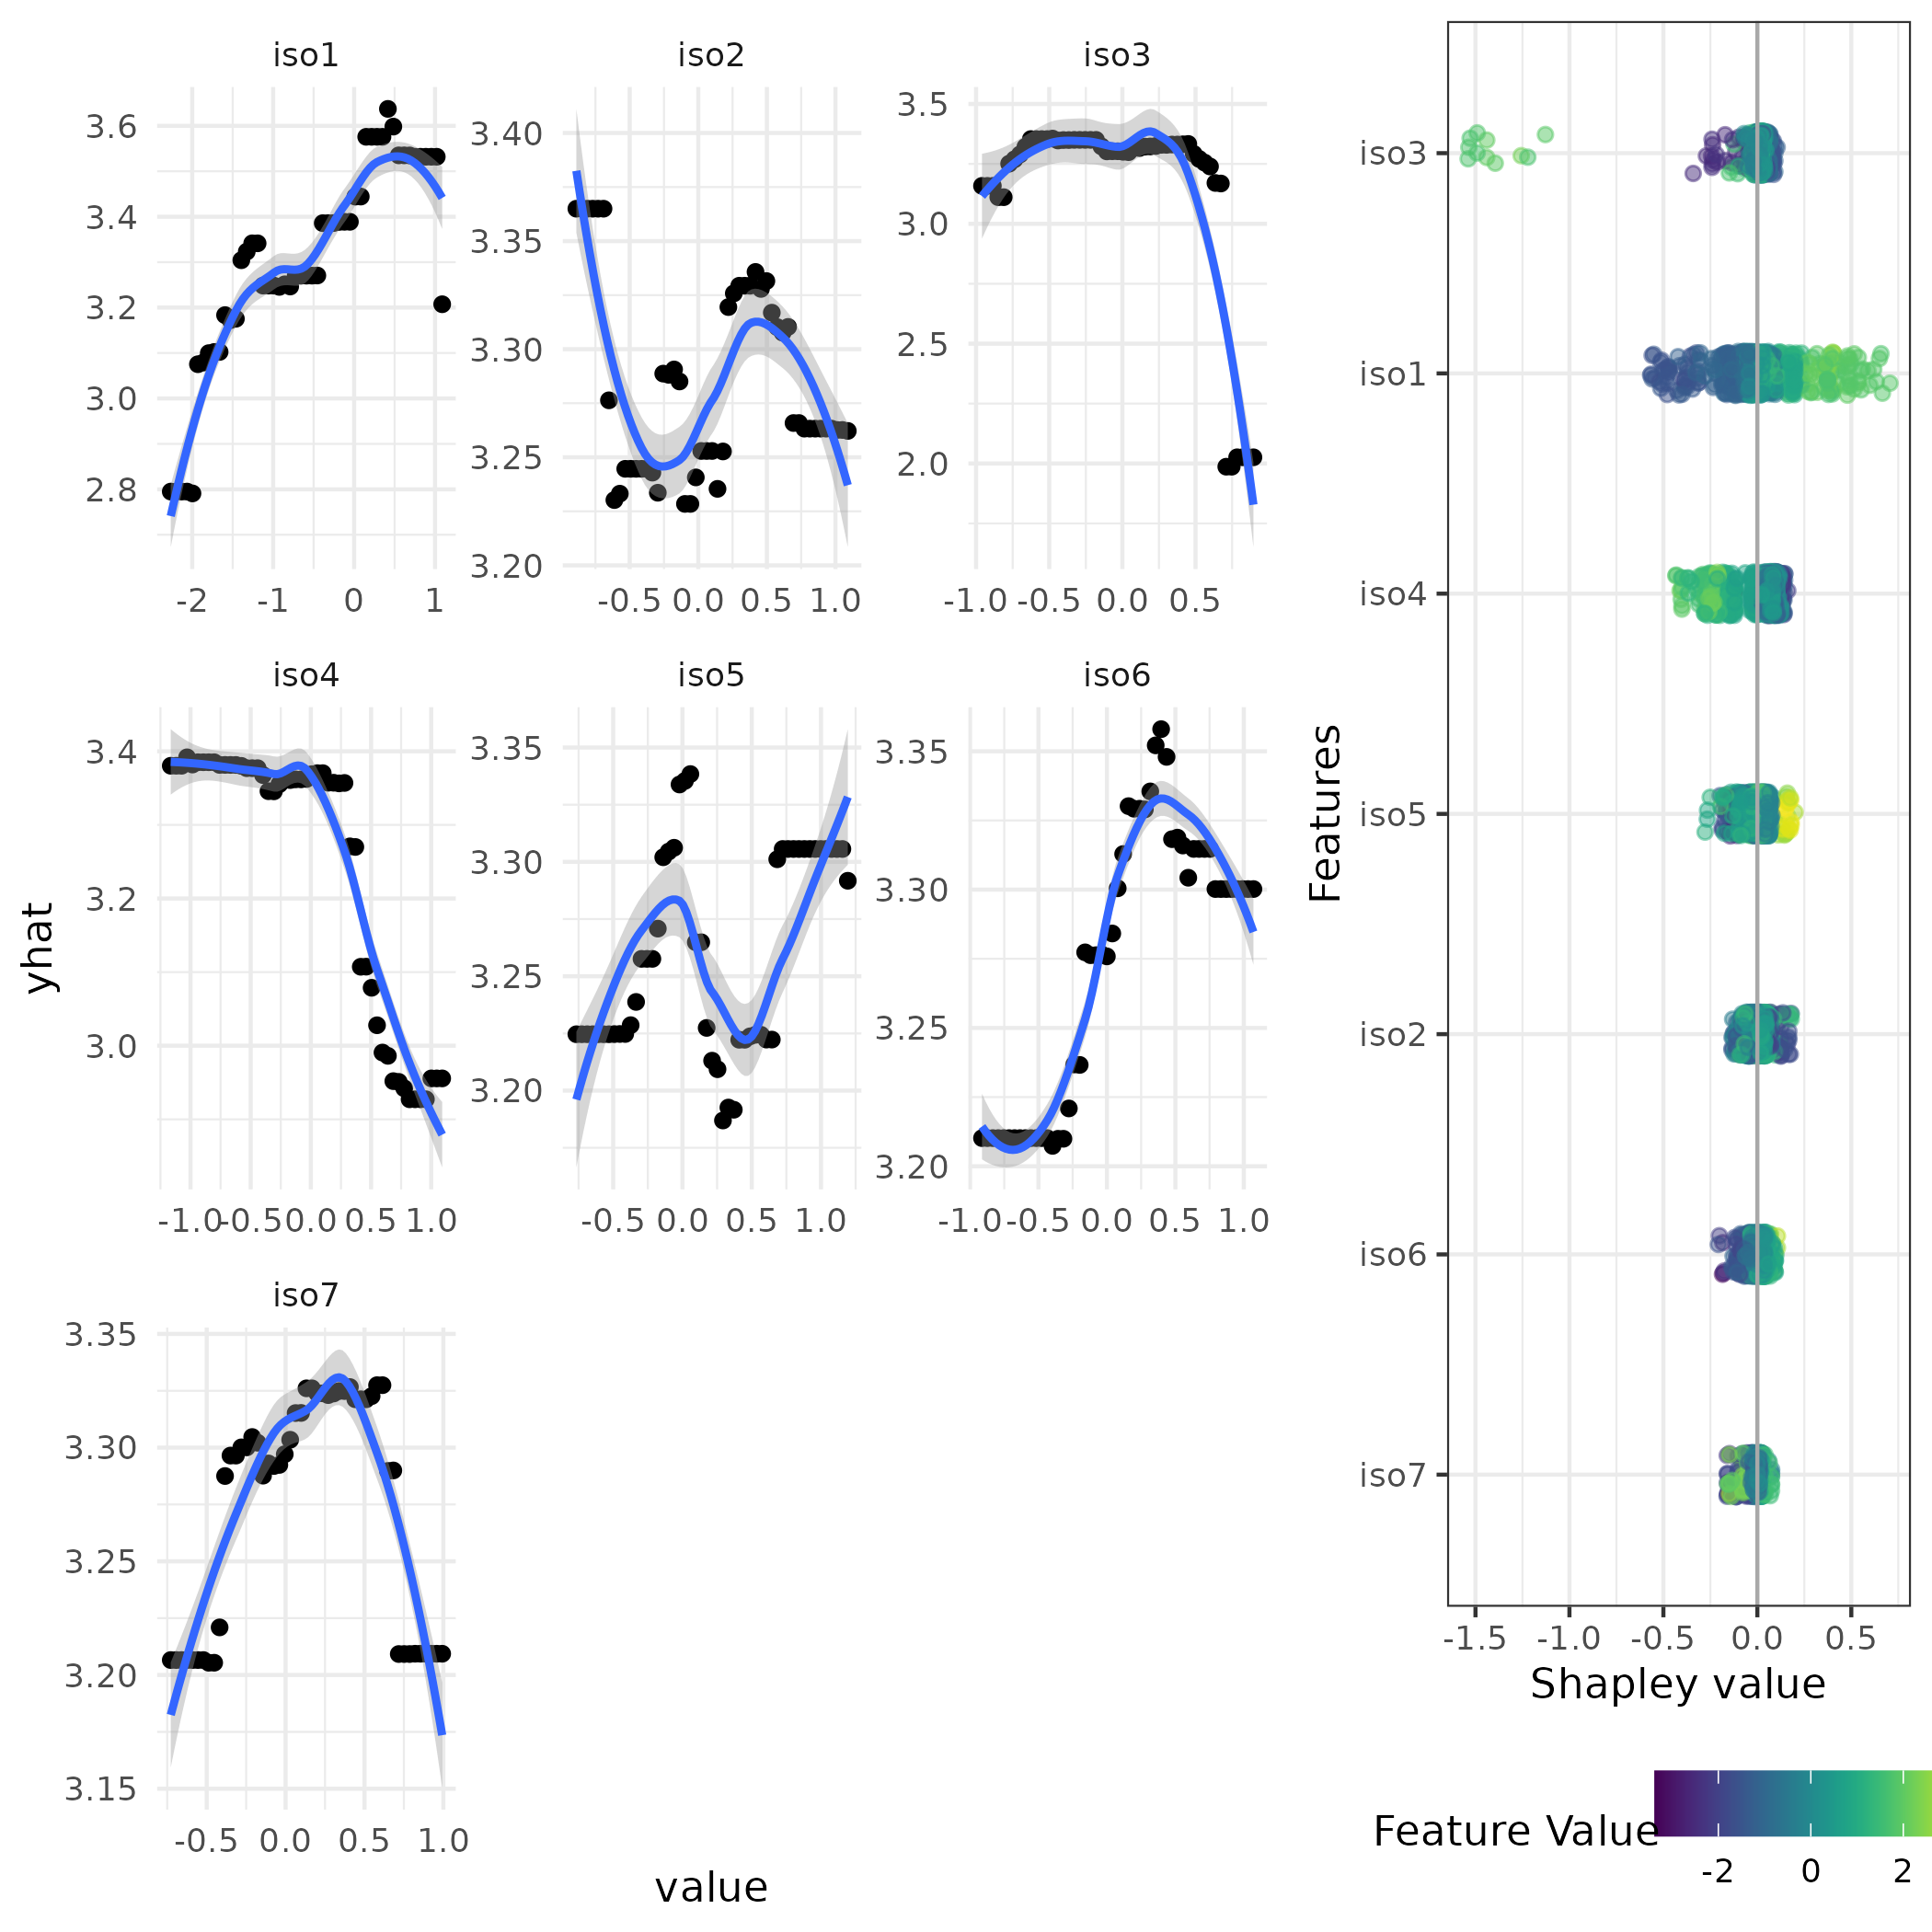 iso1 iso2 iso3
3.6
3.4
3.2
3.0
2.8
-2 -1 0 1
3.40
3.35
3.30
3.25
3.20
-0.5 0.0 0.5 1.0
3.5
3.0
2.5
2.0
-1.0 -0.5 0.0 0.5
iso4 iso5 iso6
3.4
3.2
3.0
-1.0 -0.5 0.0 0.5 1.0
3.35
3.30
3.25
3.20
-0.5 0.0 0.5 1.0
3.35
3.30
3.25
3.20
-1.0 -0.5 0.0 0.5 1.0
iso7
3.35
3.30
3.25
3.20
3.15
-0.5 0.0 0.5 1.0
yhat
value
Features
iso3
iso1
iso4
iso5
iso2
iso6
iso7
-1.5 -1.0 -0.5 0.0 0.5
Shapley value
Feature Value
-2 0 2